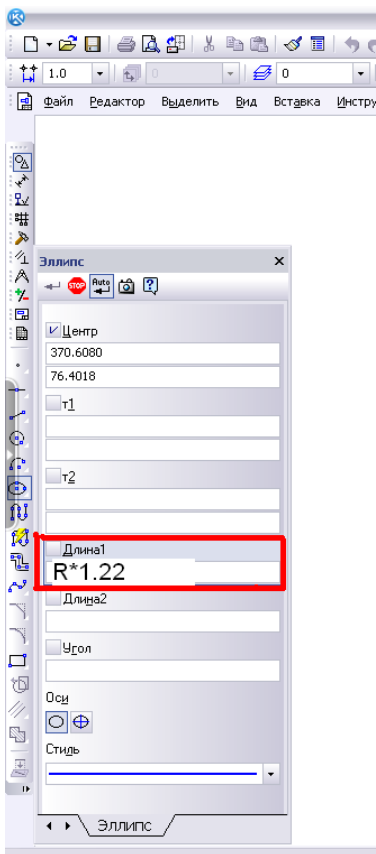 1.0 0 0
Файл Редактор Выделить Вид Вставка Инстру
Эллипс
STOP Auto
Центр
370.6080
76.4018
т1
т2
Длина1
R*1.22
Длина2
Угол
Оси
Стиль
Эллипс